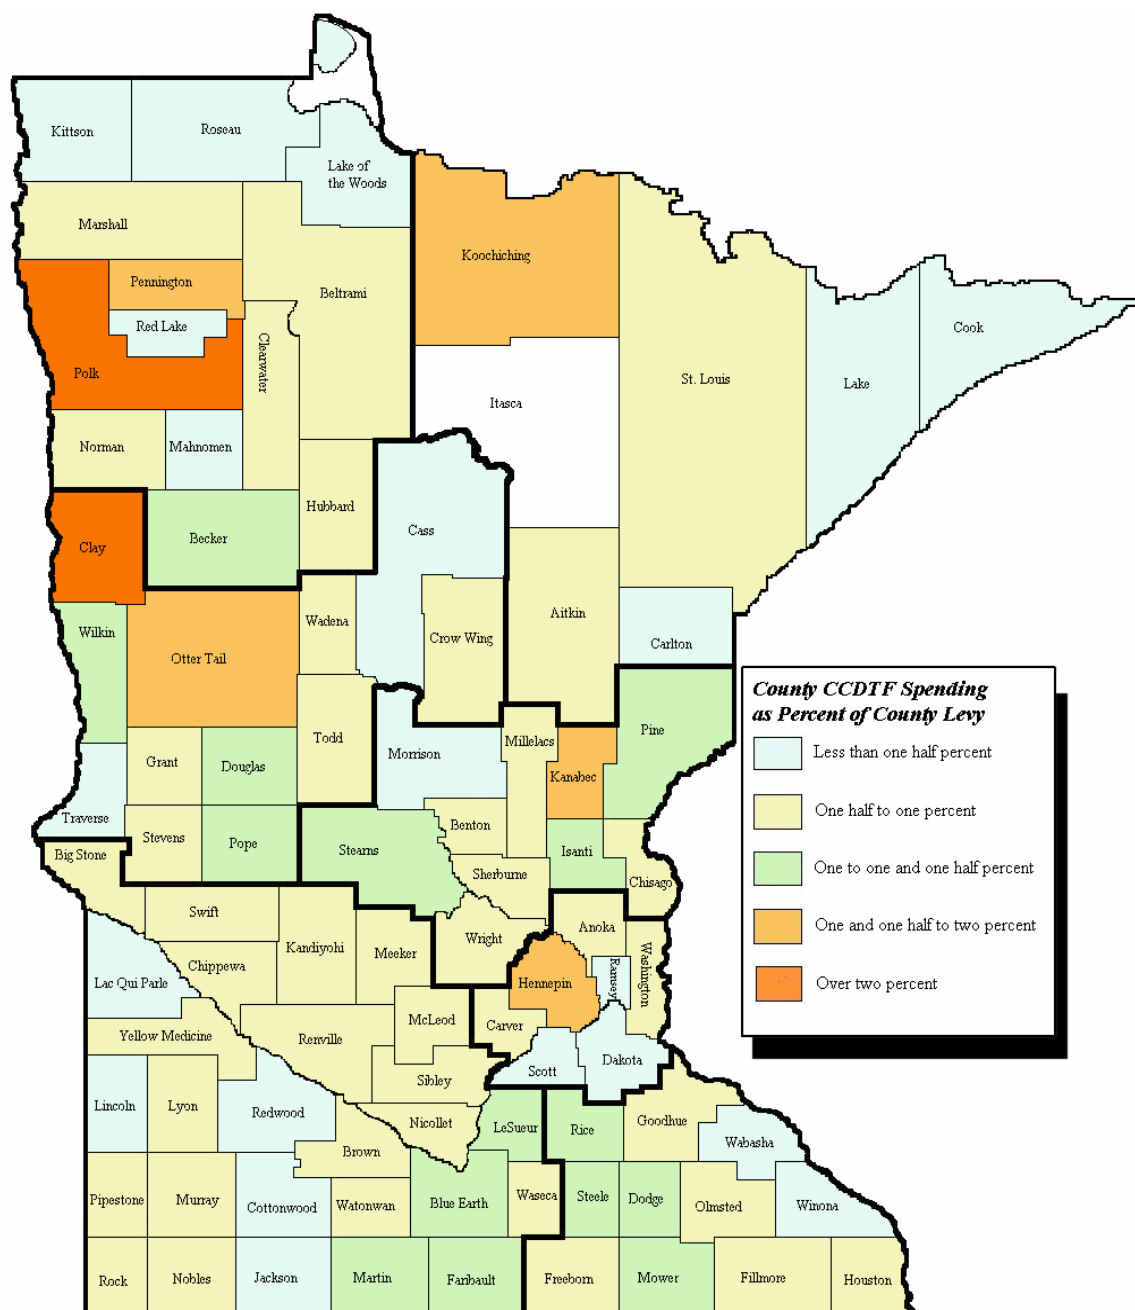 Kittson
Roseau
Lake of
the Woods
Marshall
Koochiching
Pennington
Beltrami
Red Lake
Cook
Clearwater
Polk
St. Louis
Lake
Itasca
Norman
Mahnomen
Hubbard
Cass
Becker
Clay
Aitkin
Wadena
Wilkin
Crow Wing
Carlton
Otter Tail
County CCDTF Spending
as Percent of County Levy
Less than one half percent
One half to one percent
One to one and one half percent
One and one half to two percent
Over two percent
Pine
Todd
Millelacs
Morrison
Grant
Douglas
Kanabec
Traverse
Stevens
Pope
Benton
Stearns
Isanti
Big Stone
Sherburne
Chisago
Swift
Anoka
Wright
Kandiyohi
Meeker
Washington
Chippewa
Ramsey
Lac Qui Parle
Hennepin
McLeod
Carver
Yellow Medicine
Renville
Dakota
Scott
Sibley
Lincoln
Lyon
Redwood
Nicollet
Goodhue
LeSueur
Rice
Wabasha
Brown
Pipestone
Murray
Cottonwood
Watonwan
Blue Earth
Waseca
Steele
Dodge
Olmsted
Winona
Rock
Nobles
Jackson
Martin
Faribault
Freeborn
Mower
Fillmore
Houston